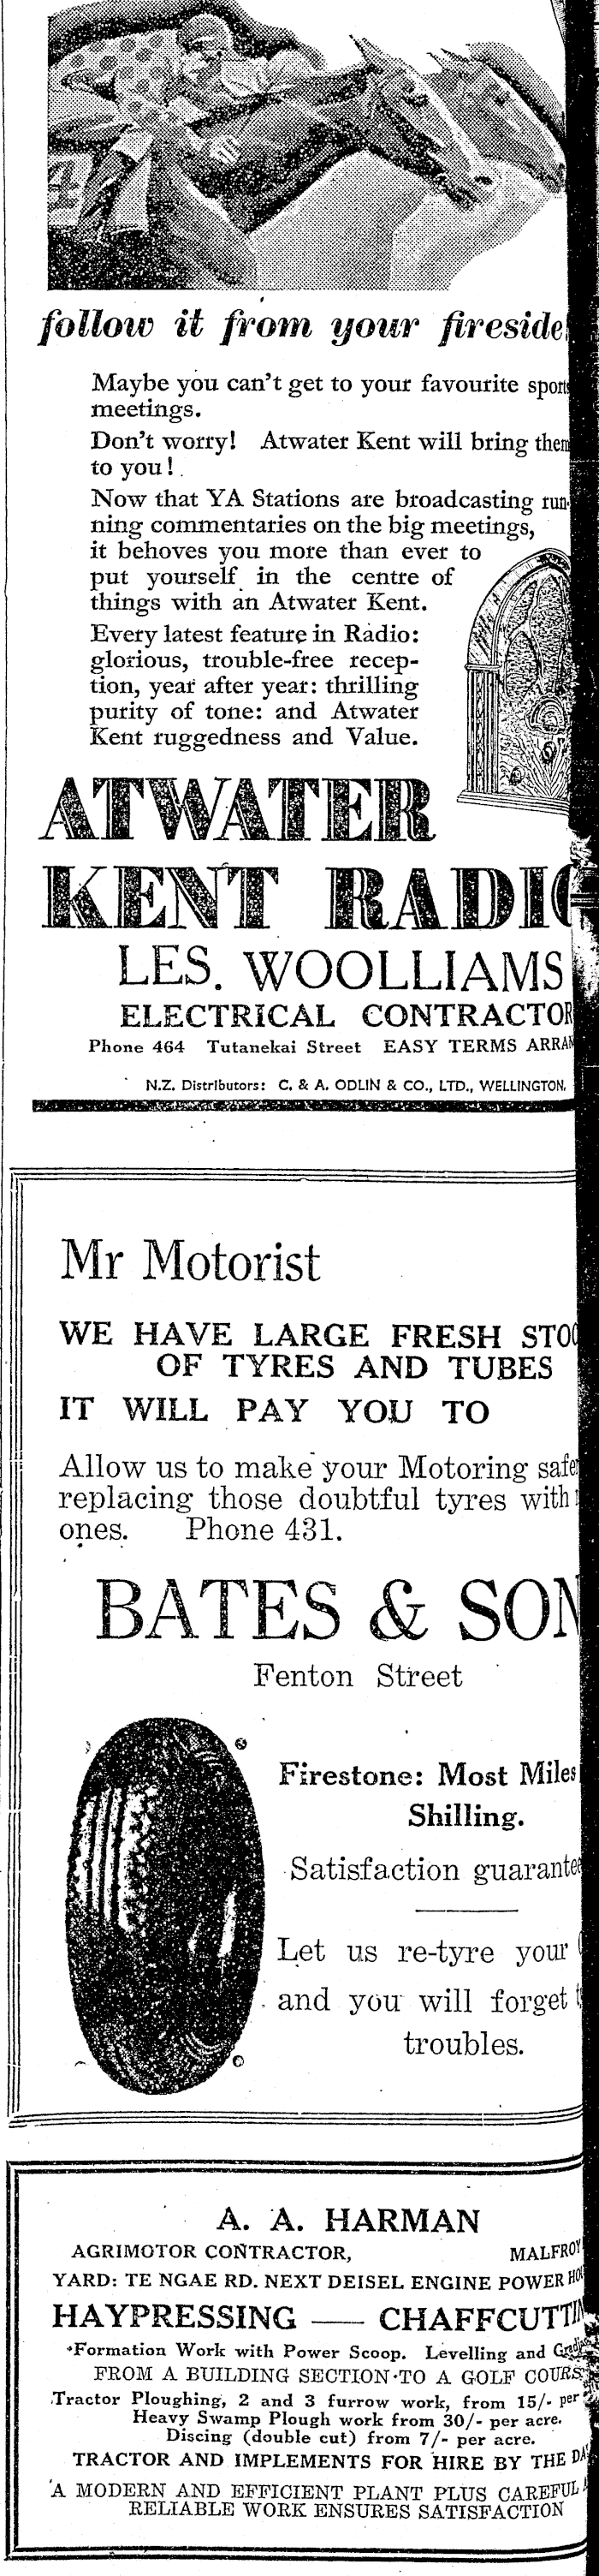 4
follow it from your fireside!
Maybe you can't get to your favourite sports
meetings.
Don't worry! Atwater Kent will bring them
to you!
Now that YA Stations are broadcasting run-
ning commentaries on the big meetings,
it behoves you more than ever to
put yourself in the centre of
things with an Atwater Kent.
Every latest feature in Radio:
glorious, trouble-free recep-
tion, year after year: thrilling
purity of tone: and Atwater
Kent ruggedness and Value.
ATWATER
KENT RADIO
LES. WOOLLIAMS
ELECTRICAL CONTRACTOR
Phone 464 Tutanekai Street EASY TERMS ARRAN
N.Z. Distributors: C. & A. ODLIN & CO., LTD., WELLINGTON.
Mr Motorist
WE HAVE LARGE FRESH STOC
OF TYRES AND TUBES
IT WILL PAY YOU TO
Allow us to make your Motoring safer
replacing those doubtful tyres with
ones. Phone 431.
BATES & SON
Fenton Street
Firestone: Most Miles
Shilling.
Satisfaction guarantee
Let us re-tyre your
and you will forget
troubles.
A. A. HARMAN
AGRIMOTOR CONTRACTOR, MALFROY
YARD: TE NGAE RD. NEXT DEISEL ENGINE POWER HOU
HAYPRESSING — CHAFFCUTTIN
Formation Work with Power Scoop. Levelling and Grading
FROM A BUILDING SECTION TO A GOLF COURS
Tractor Ploughing, 2 and 3 furrow work, from 15/- per
Heavy Swamp Plough work from 30/- per acre.
Discing (double cut) from 7/- per acre.
TRACTOR AND IMPLEMENTS FOR HIRE BY THE DA
A MODERN AND EFFICIENT PLANT PLUS CAREFUL
RELIABLE WORK ENSURES SATISFACTION